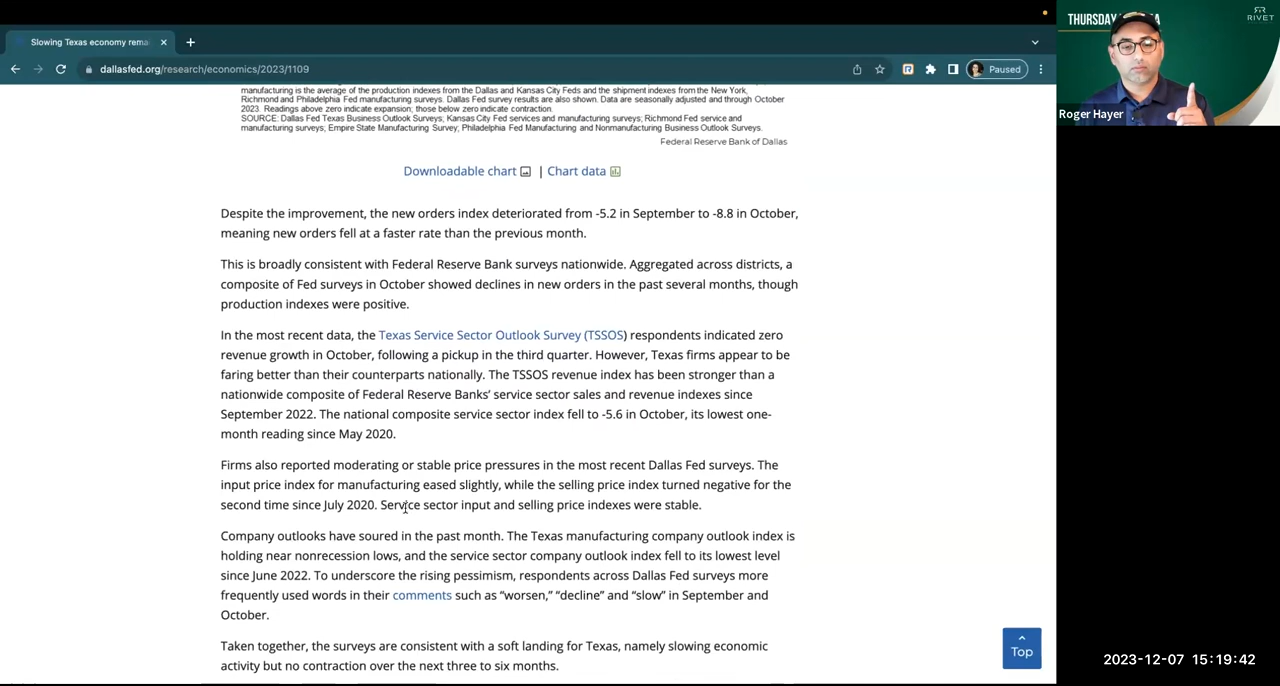 Slowing Texas economy rema
dallasfed.org/research/economics/2023/1109
Paused
THURSDAY
RIVET
Roger Hayer
manufacturing is the average of the production indexes from the Dallas and Kansas City Feds and the shipment indexes from the New York,
Richmond and Philadelphia Fed manufacturing surveys. Dallas Fed survey results are also shown. Data are seasonally adjusted and through October
2023. Readings above zero indicate expansion; those below zero indicate contraction.
SOURCE: Dallas Fed Texas Business Outlook Surveys; Kansas City Fed services and manufacturing surveys; Richmond Fed service and
manufacturing surveys; Empire State Manufacturing Survey; Philadelphia Fed Manufacturing and Nonmanufacturing Business Outlook Surveys.
Federal Reserve Bank of Dallas
Downloadable chart | Chart data
Despite the improvement, the new orders index deteriorated from -5.2 in September to -8.8 in October,
meaning new orders fell at a faster rate than the previous month.
This is broadly consistent with Federal Reserve Bank surveys nationwide. Aggregated across districts, a
composite of Fed surveys in October showed declines in new orders in the past several months, though
production indexes were positive.
In the most recent data, the Texas Service Sector Outlook Survey (TSSOS) respondents indicated zero
revenue growth in October, following a pickup in the third quarter. However, Texas firms appear to be
faring better than their counterparts nationally. The TSSOS revenue index has been stronger than a
nationwide composite of Federal Reserve Banks’ service sector sales and revenue indexes since
September 2022. The national composite service sector index fell to -5.6 in October, its lowest one-
month reading since May 2020.
Firms also reported moderating or stable price pressures in the most recent Dallas Fed surveys. The
input price index for manufacturing eased slightly, while the selling price index turned negative for the
second time since July 2020. Service sector input and selling price indexes were stable.
Company outlooks have soured in the past month. The Texas manufacturing company outlook index is
holding near nonrecession lows, and the service sector company outlook index fell to its lowest level
since June 2022. To underscore the rising pessimism, respondents across Dallas Fed surveys more
frequently used words in their comments such as “worsen,” “decline” and “slow” in September and
October.
Taken together, the surveys are consistent with a soft landing for Texas, namely slowing economic
activity but no contraction over the next three to six months.
Top
2023-12-07 15:19:42